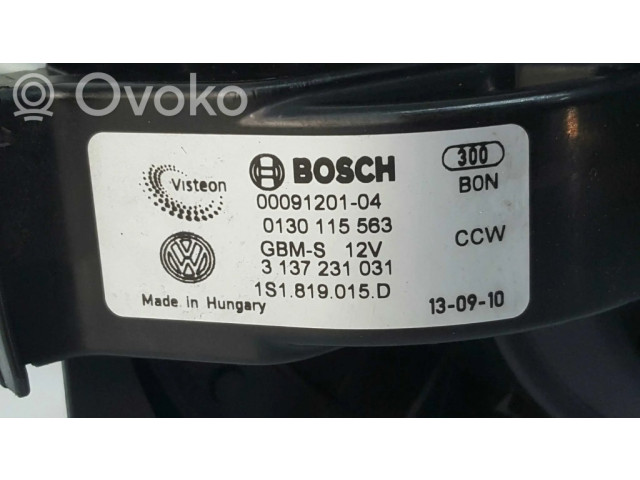 Ovoko
Visteon
BOSCH
300
00091201-04
BON
0130 115 563
GBM-S 12V
CCW
3 137 231 031
1S1.819.015.D
Made in Hungary
13-09-10